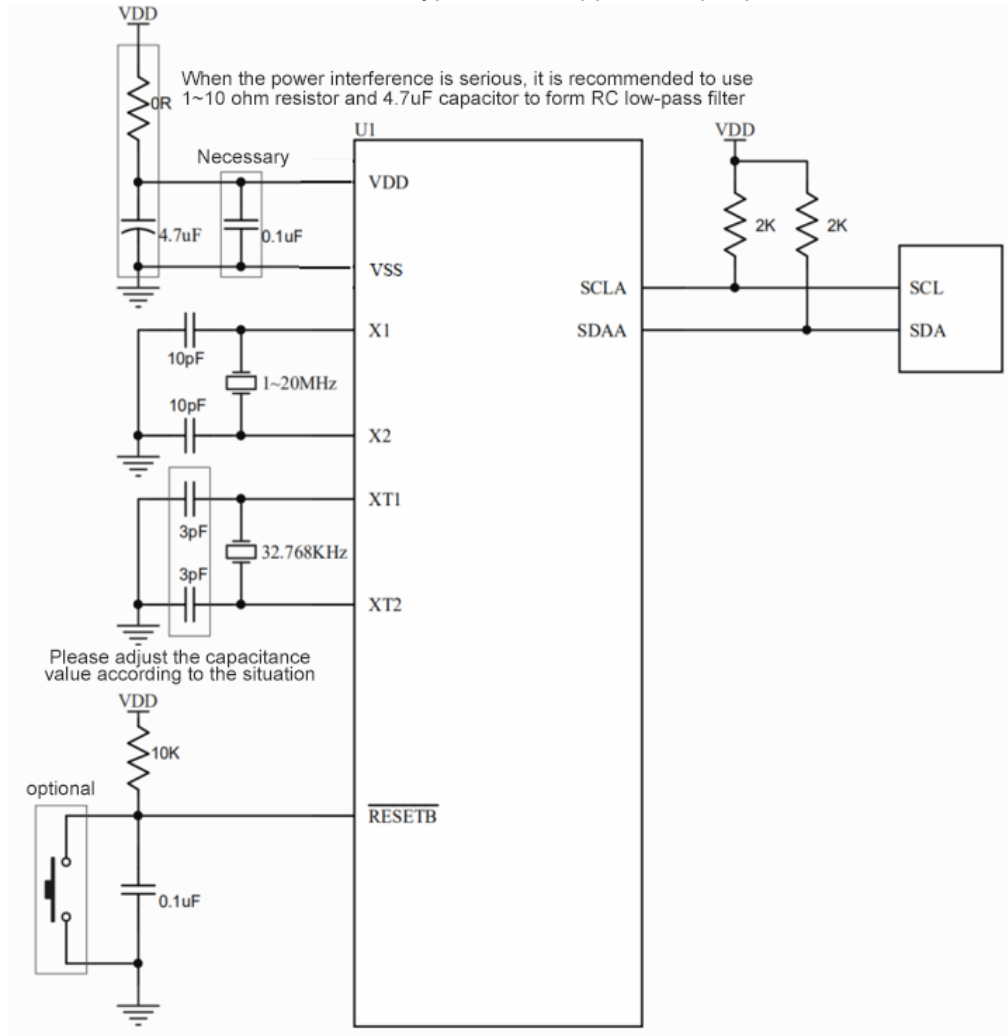 VDD
When the power interference is serious, it is recommended to use
0R
1~10 ohm resistor and 4.7uF capacitor to form RC low-pass filter
U1
VDD
Necessary
VDD
4.7uF
0.1uF
2K
2K
VSS
SCLA
SCL
X1
SDAA
SDA
10pF
1~20MHz
10pF
X2
XT1
3pF
32.768KHz
3pF
XT2
Please adjust the capacitance
value according to the situation
VDD
10K
optional
RESETB
0.1uF